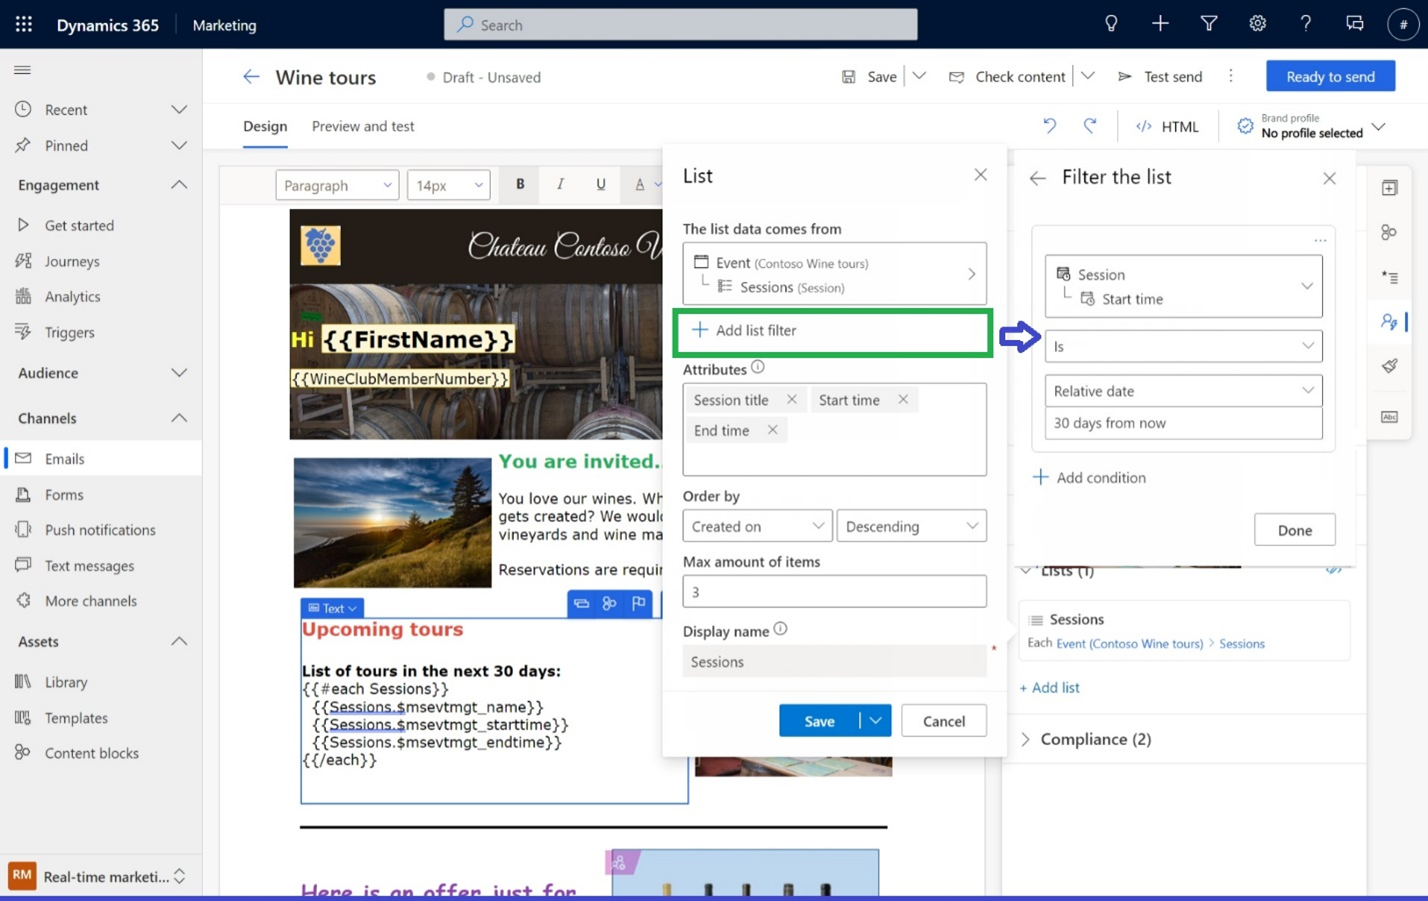 Dynamics 365
Marketing
Search
#
Wine tours
Draft - Unsaved
Save
Check content
Test send
Ready to send
Design
Preview and test
HTML
Brand profile
No profile selected
Recent
Pinned
Engagement
Get started
Journeys
Analytics
Triggers
Audience
Channels
Emails
Forms
Push notifications
Text messages
More channels
Assets
Library
Templates
Content blocks
RM
Real-time marketi...
Paragraph
14px
B
I
U
A
Chateau Contoso
Hi {{FirstName}}
{{WineClubMemberNumber}}
You are invited..
You love our wines.
gets created? We
vineyards and wine
Reservations are
Text
Upcoming tours
List of tours in the next 30 days:
{{#each Sessions}}
{{Sessions.$msevtmgt_name}}
{{Sessions.$msevtmgt_starttime}}
{{Sessions.$msevtmgt_endtime}}
{{/each}}
Here is an offer just for
List
The list data comes from
Event (Contoso Wine tours)
Sessions (Session)
Add list filter
Attributes
Session title
Start time
End time
Order by
Created on
Descending
Max amount of items
3
Display name
*
Sessions
Save
Cancel
Filter the list
...
Session
Start time
Is
Relative date
30 days from now
Add condition
Done
Abc
Lists (1)
Sessions
Each Event (Contoso Wine tours) > Sessions
+ Add list
Compliance (2)